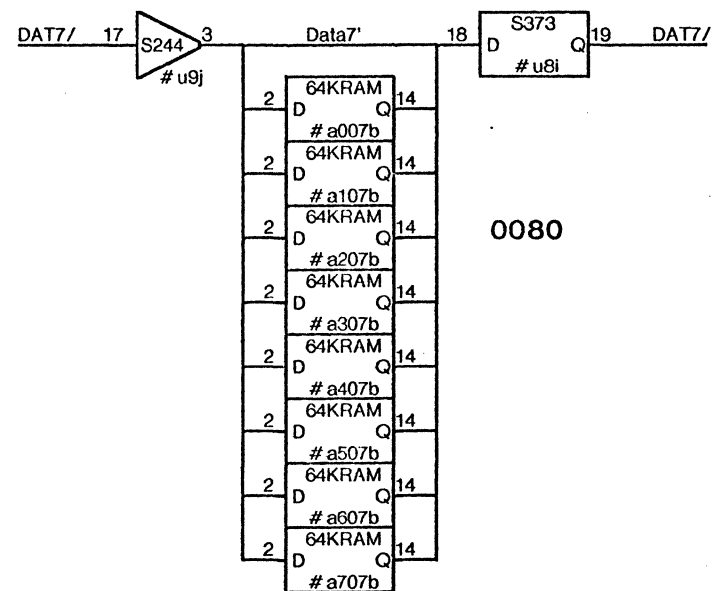 DAT7/ 17 S244 3 Data7' 18 S373 D Q 19 DAT7/
# u9j # u8i
64KRAM
2 D Q 14
# a007b
64KRAM
2 D Q 14
# a107b
64KRAM
2 D Q 14
0080
# a207b
64KRAM
2 D Q 14
# a307b
64KRAM
2 D Q 14
# a407b
64KRAM
2 D Q 14
# a507b
64KRAM
2 D Q 14
# a607b
64KRAM
2 D Q 14
# a707b